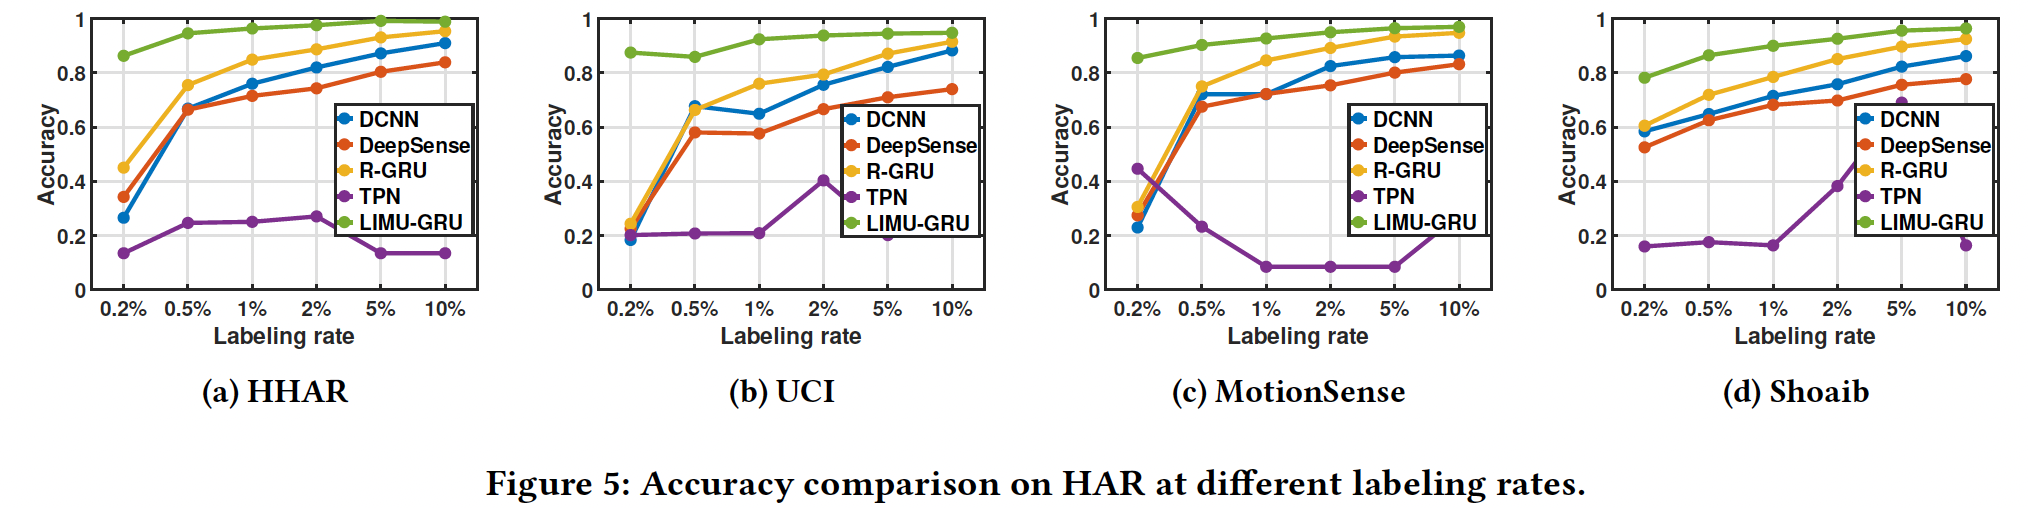 1
0.8
0.6
0.4
0.2
0
Accuracy
DCNN
DeepSense
R-GRU
TPN
LIMU-GRU
0.2% 0.5% 1% 2% 5% 10%
Labeling rate
(a) HHAR
1
0.8
0.6
0.4
0.2
0
Accuracy
DCNN
DeepSense
R-GRU
TPN
LIMU-GRU
0.2% 0.5% 1% 2% 5% 10%
Labeling rate
(b) UCI
1
0.8
0.6
0.4
0.2
0
Accuracy
DCNN
DeepSense
R-GRU
TPN
LIMU-GRU
0.2% 0.5% 1% 2% 5% 10%
Labeling rate
(c) MotionSense
1
0.8
0.6
0.4
0.2
0
Accuracy
DCNN
DeepSense
R-GRU
TPN
LIMU-GRU
0.2% 0.5% 1% 2% 5% 10%
Labeling rate
(d) Shoaib
Figure 5: Accuracy comparison on HAR at different labeling rates.